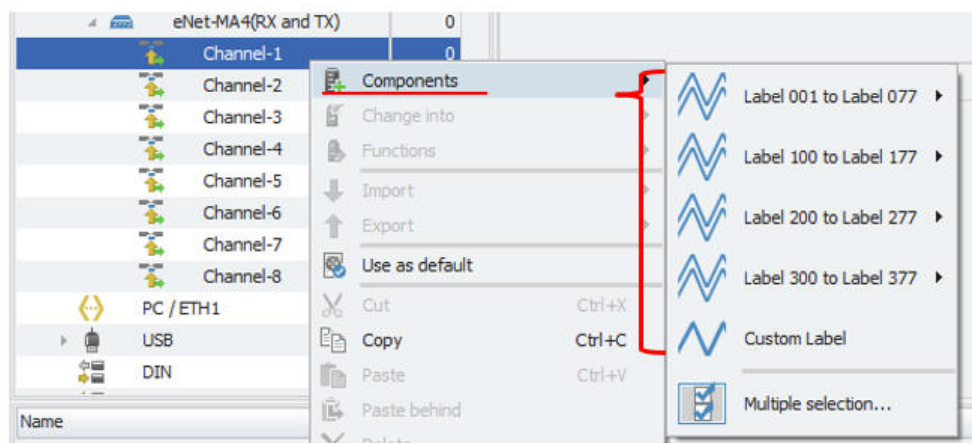 eNet-MA4(RX and TX) 0
Channel-1 0
Channel-2
Channel-3
Channel-4
Channel-5
Channel-6
Channel-7
Channel-8
PC / ETH1
USB
DIN
Name
Components
Change into
Functions
Import
Export
Use as default
Cut Ctrl+X
Copy Ctrl+C
Paste Ctrl+V
Paste behind
Delete
Label 001 to Label 077
Label 100 to Label 177
Label 200 to Label 277
Label 300 to Label 377
Custom Label
Multiple selection...